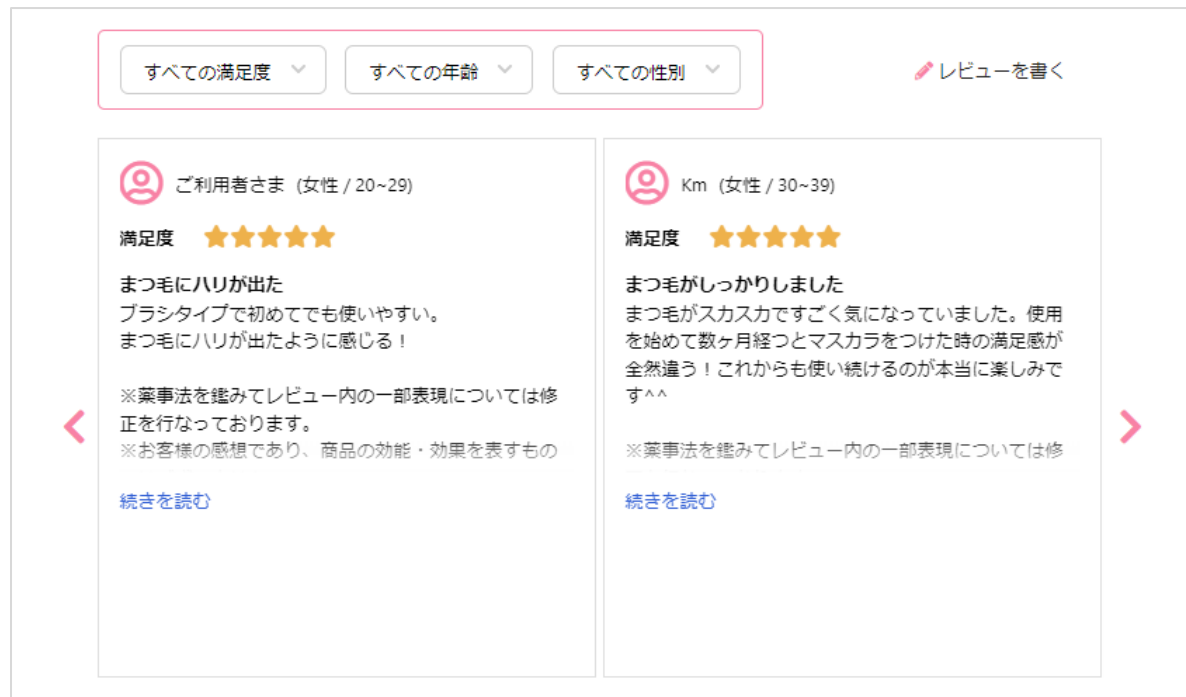 すべての満足度
すべての年齢
すべての性別
レビューを書く
ご利用者さま (女性 / 20~29)
満足度
まつ毛にハリが出た
ブラシタイプで初めてでも使いやすい。
まつ毛にハリが出たように感じる！
※薬事法を鑑みてレビュー内の一部表現については修
正を行なっております。
※お客様の感想であり、商品の効能・効果を表すもの
続きを読む
Km (女性 / 30~39)
満足度
まつ毛がしっかりしました
まつ毛がスカスカですごく気になっていました。使用
を始めて数ヶ月経つとマスカラをつけた時の満足感が
全然違う！これからも使い続けるのが本当に楽しみで
す^^
※薬事法を鑑みてレビュー内の一部表現については修
続きを読む